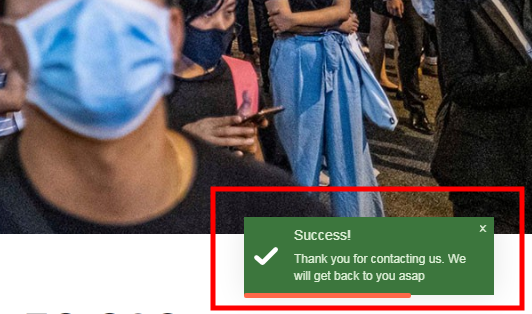 Success!
x
Thank you for contacting us. We
will get back to you asap